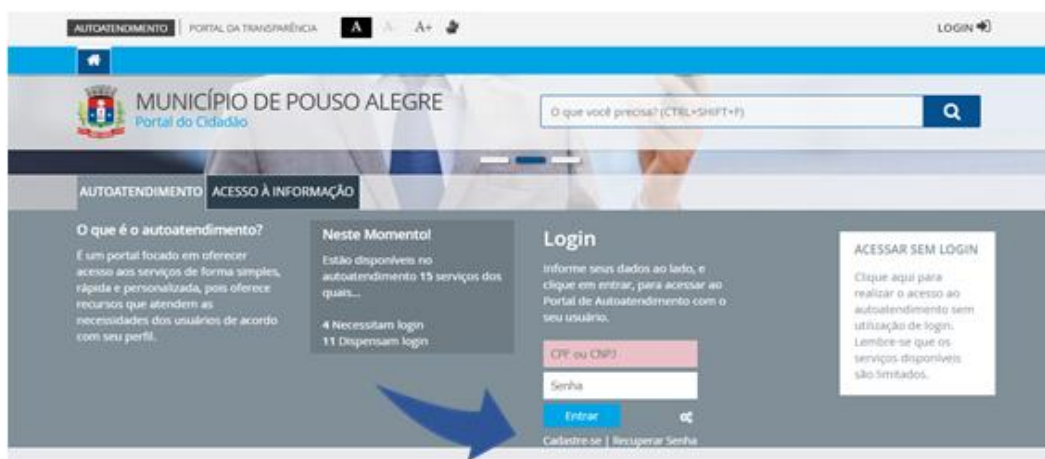 AUTOATENDIMENTO PORTAL DA TRANSPARÊNCIA A A- A+ LOGIN
MUNICÍPIO DE POUSO ALEGRE
Portal do Cidadão
O que você precisa? (CTRL+SHIFT+F)
AUTOATENDIMENTO ACESSO À INFORMAÇÃO
O que é o autoatendimento?
É um portal focado em oferecer
acesso aos serviços de forma simples,
rápida e personalizada, pois oferece
recursos que atendem as
necessidades dos usuários de acordo
com seu perfil.
Neste Momento!
Estão disponíveis no
autoatendimento 15 serviços dos
quais...
4 Necessitam login
11 Dispensam login
Login
Informe seus dados ao lado, e
clique em entrar, para acessar ao
Portal de Autoatendimento com o
seu usuário.
CPF ou CNPJ
Senha
Entrar
Cadastre-se | Recuperar Senha
ACESSAR SEM LOGIN
Clique aqui para
realizar o acesso ao
autoatendimento sem
utilização de login.
Lembre-se que os
serviços disponíveis
são limitados.